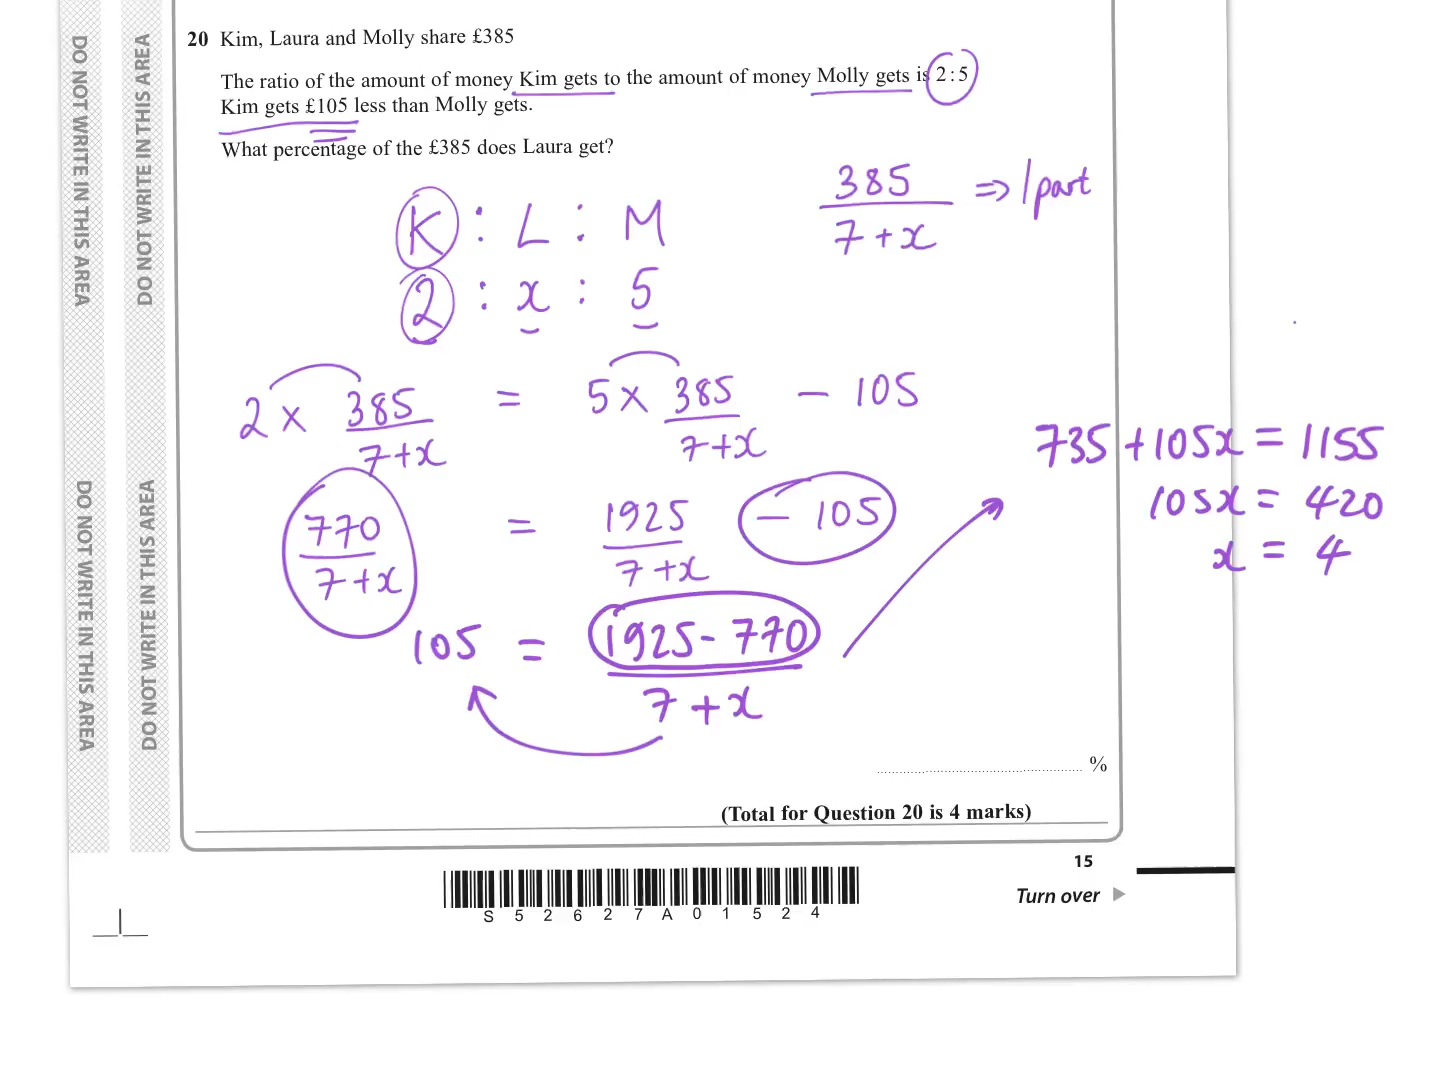 20 Kim, Laura and Molly share £385
The ratio of the amount of money Kim gets to the amount of money Molly gets is 2 : 5
Kim gets £105 less than Molly gets.
What percentage of the £385 does Laura get?
K : L : M
2 : x : 5
385 / 7 + x => 1 part
2 × 385 / 7 + x = 5 × 385 / 7 + x - 105
770 / 7 + x = 1925 / 7 + x - 105
105 = 1925 - 770 / 7 + x
735 + 105x = 1155
105x = 420
x = 4
%
(Total for Question 20 is 4 marks)
15
Turn over
S 5 2 6 2 7 A 0 1 5 2 4
DO NOT WRITE IN THIS AREA
DO NOT WRITE IN THIS AREA
DO NOT WRITE IN THIS AREA
DO NOT WRITE IN THIS AREA